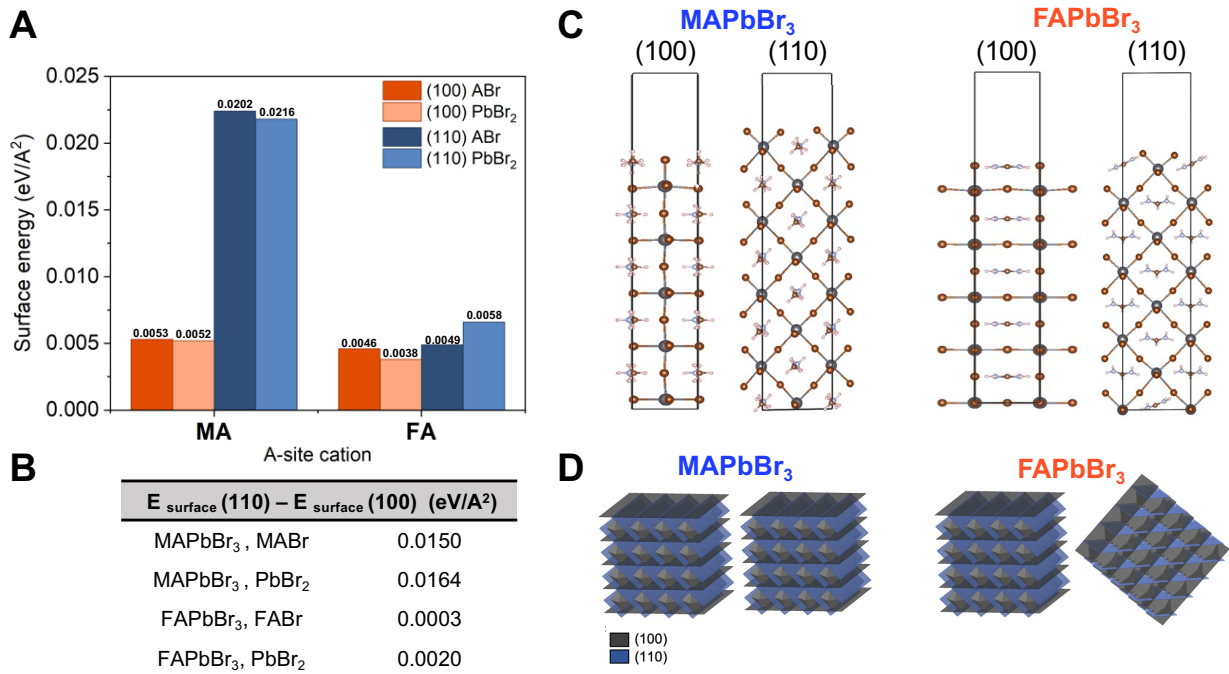 A
Surface energy (eV/A²)
0.025
0.020
0.015
0.010
0.005
0.000
(100) ABr
(100) PbBr₂
(110) ABr
(110) PbBr₂
0.0202
0.0216
0.0053
0.0052
0.0046
0.0038
0.0049
0.0058
MA
FA
A-site cation
B
E surface (110) – E surface (100) (eV/A²)
MAPbBr₃ , MABr 0.0150
MAPbBr₃ , PbBr₂ 0.0164
FAPbBr₃, FABr 0.0003
FAPbBr₃, PbBr₂ 0.0020
C
MAPbBr₃
(100) (110)
FAPbBr₃
(100) (110)
D
MAPbBr₃
FAPbBr₃
(100)
(110)